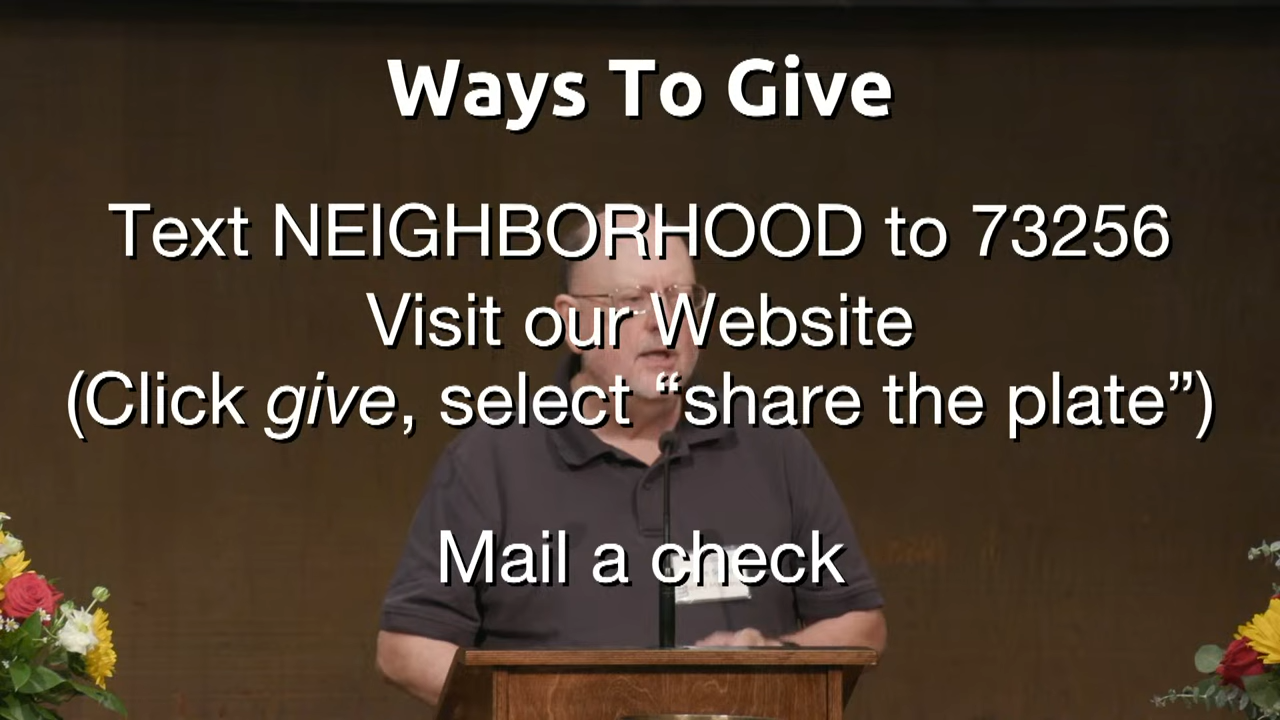 Ways To Give
Text NEIGHBORHOOD to 73256
Visit our Website
(Click give, select “share the plate”)
Mail a check